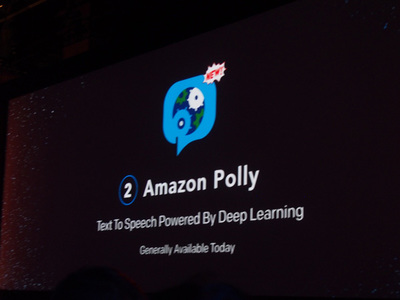 NEW!
2 Amazon Polly
Text To Speech Powered By Deep Learning
Generally Available Today